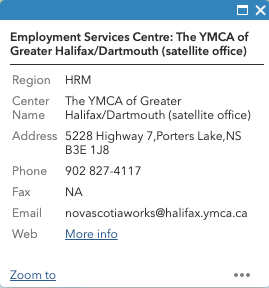 Employment Services Centre: The YMCA of
Greater Halifax/Dartmouth (satellite office)
Region HRM
Center Name The YMCA of Greater
Halifax/Dartmouth (satellite office)
Address 5228 Highway 7,Porters Lake,NS
B3E 1J8
Phone 902 827-4117
Fax NA
Email novascotiaworks@halifax.ymca.ca
Web More info
Zoom to